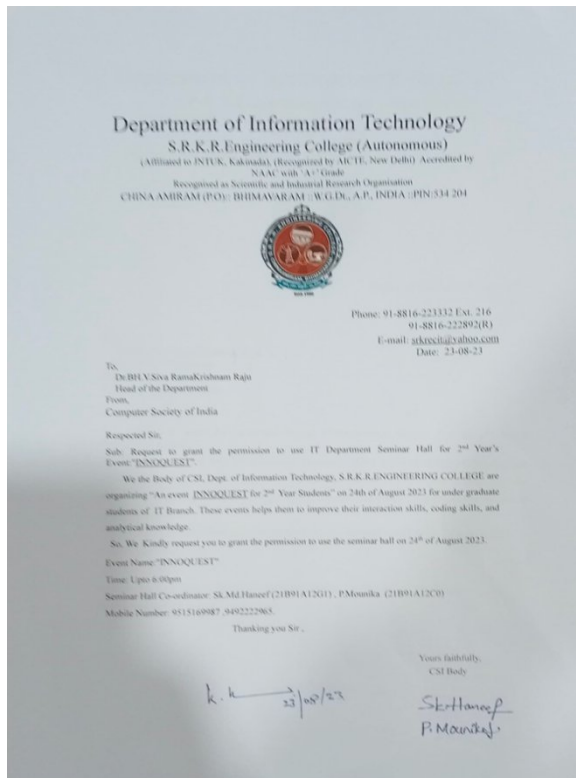 Department of Information Technology
S.R.K.R.Engineering College (Autonomous)
(Affiliated to JNTUK, Kakinada), (Recognized by AICTE, New Delhi) Accredited by
NAAC with 'A+' Grade
Recognised as Scientific and Industrial Research Organisation
CHINA AMIRAM (P.O):: BHIMAVARAM :: W.G.Dt., A.P., INDIA ::PIN:534 204
Phone: 91-8816-223332 Ext. 216
91-8816-222892(R)
E-mail: srkrecit@yahoo.com
Date: 23-08-23
To,
Dr.BH.V.Siva RamaKrishnam Raju
Head of the Department
From,
Computer Society of India
Respected Sir,
Sub: Request to grant the permission to use IT Department Seminar Hall for 2nd Year's
Event "INNOQUEST".
We the Body of CSI, Dept. of Information Technology, S.R.K.R.ENGINEERING COLLEGE are
organizing "An event INNOQUEST for 2nd Year Students" on 24th of August 2023 for under graduate
students of IT Branch. These events helps them to improve their interaction skills, coding skills, and
analytical knowledge.
So, We Kindly request you to grant the permission to use the seminar hall on 24th of August 2023.
Event Name:"INNOQUEST"
Time: Upto 6:00pm
Seminar Hall Co-ordinator: Sk.Md.Haneef (21B91A12G1) , P.Mounika (21B91A12C0)
Mobile Number: 9515169987 ,9492222965.
Thanking you Sir ,
Yours faithfully,
CSI Body
k. k 23/08/23
Sk.Haneef
P. Mounika